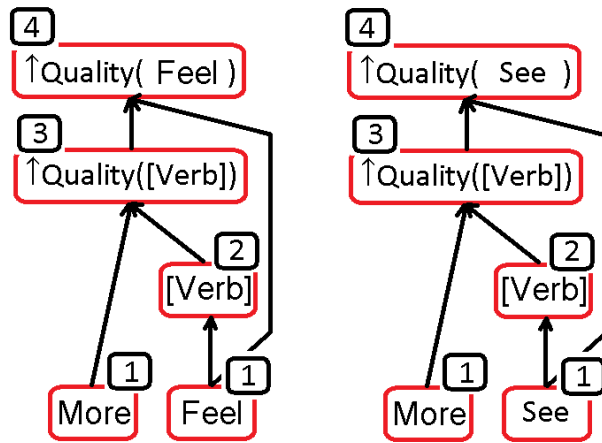 4
↑Quality( Feel )
3
↑Quality([Verb])
2
[Verb]
1
More
1
Feel
4
↑Quality( See )
3
↑Quality([Verb])
2
[Verb]
1
More
1
See